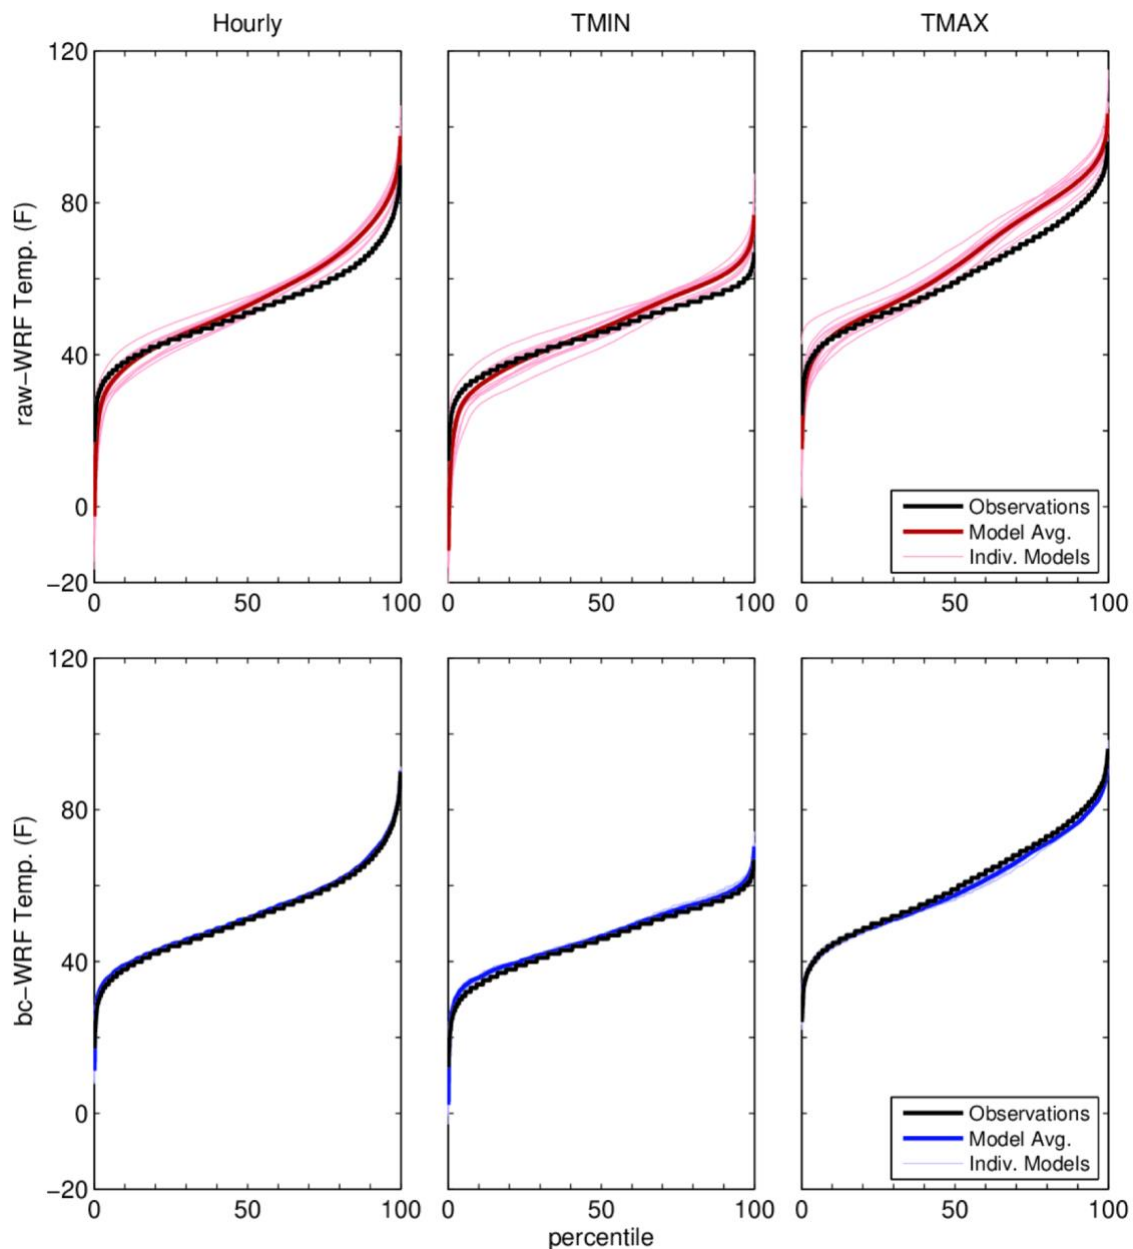 Hourly TMIN TMAX
120
80
40
0
−20
raw−WRF Temp. (F)
Observations
Model Avg.
Indiv. Models
0 50 100 0 50 100 0 50 100
120
80
40
0
−20
bc−WRF Temp. (F)
Observations
Model Avg.
Indiv. Models
0 50 100 0 50 100 0 50 100
percentile